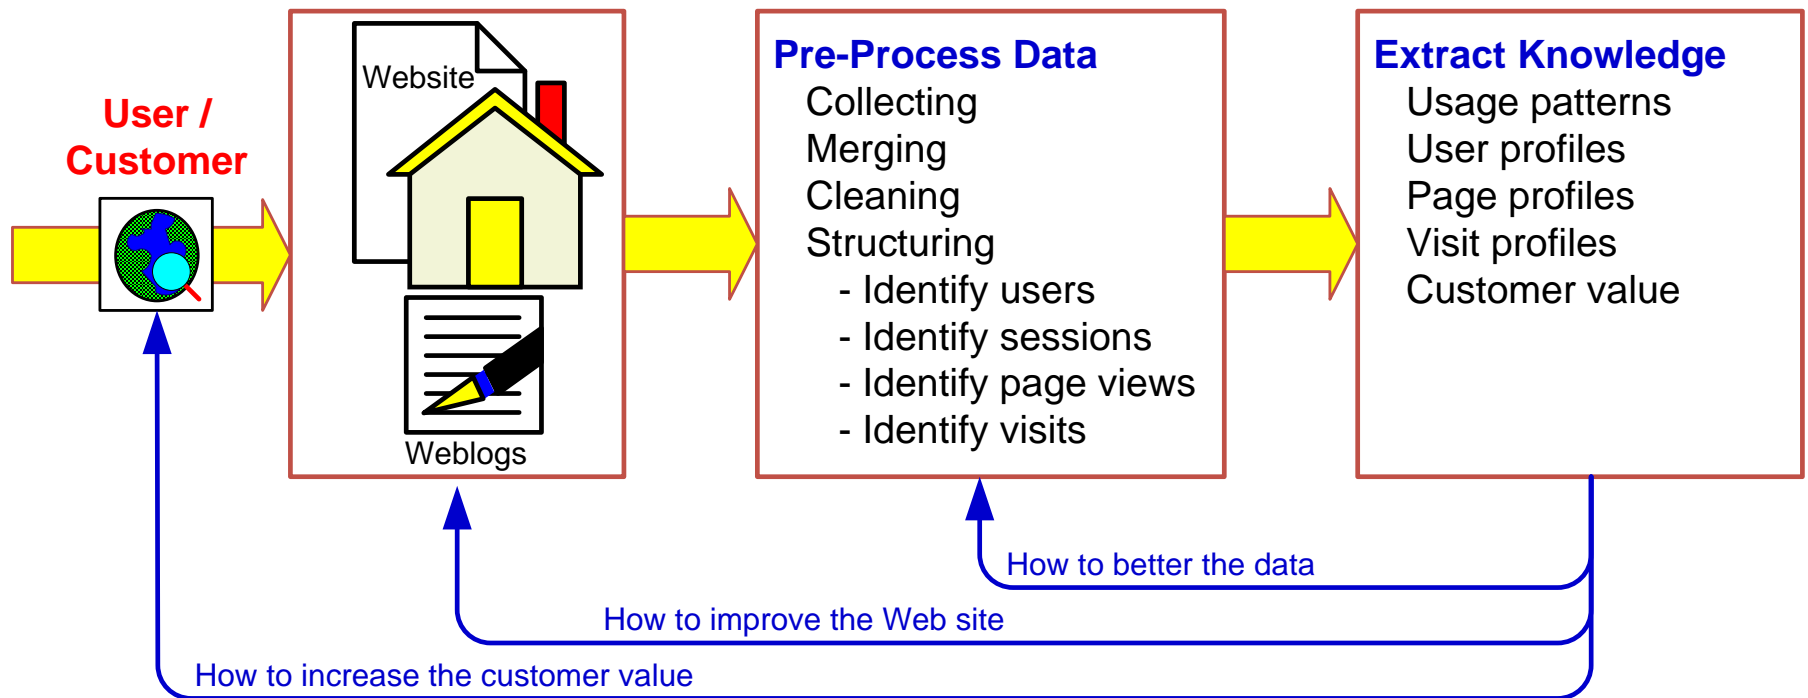 User /
Customer
Website
Weblogs
Pre-Process Data
Collecting
Merging
Cleaning
Structuring
- Identify users
- Identify sessions
- Identify page views
- Identify visits
Extract Knowledge
Usage patterns
User profiles
Page profiles
Visit profiles
Customer value
How to better the data
How to improve the Web site
How to increase the customer value